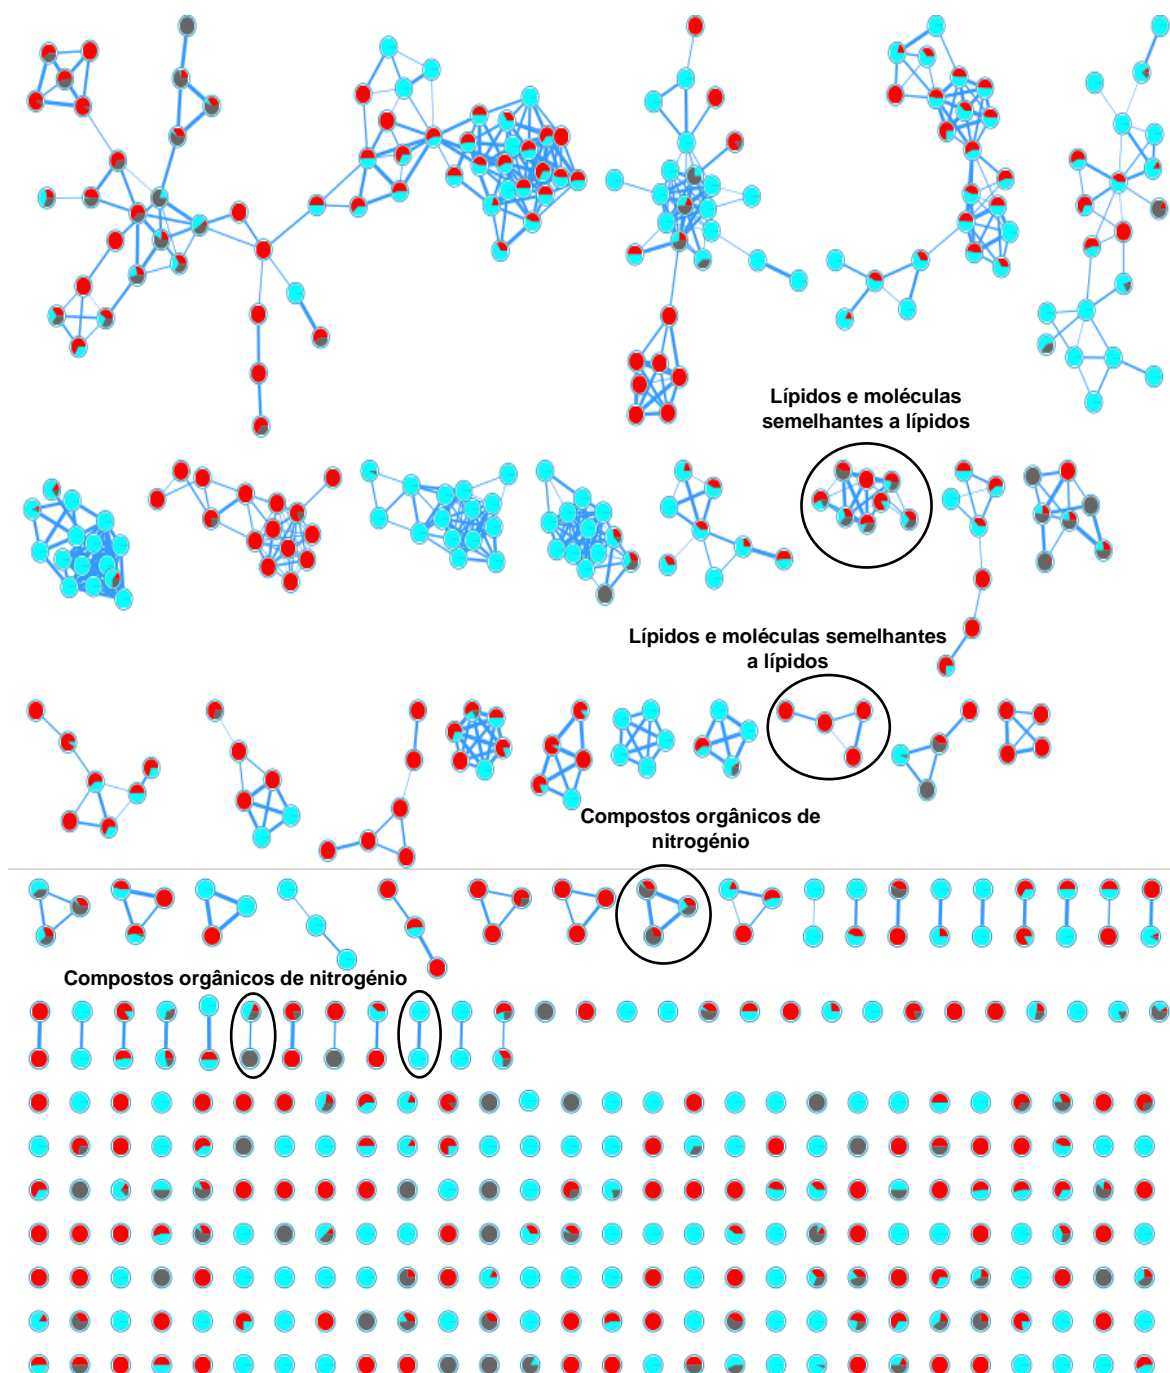 Lípidos e moléculas
semelhantes a lípidos
Lípidos e moléculas semelhantes
a lípidos
Compostos orgânicos de
nitrogénio
Compostos orgânicos de nitrogénio